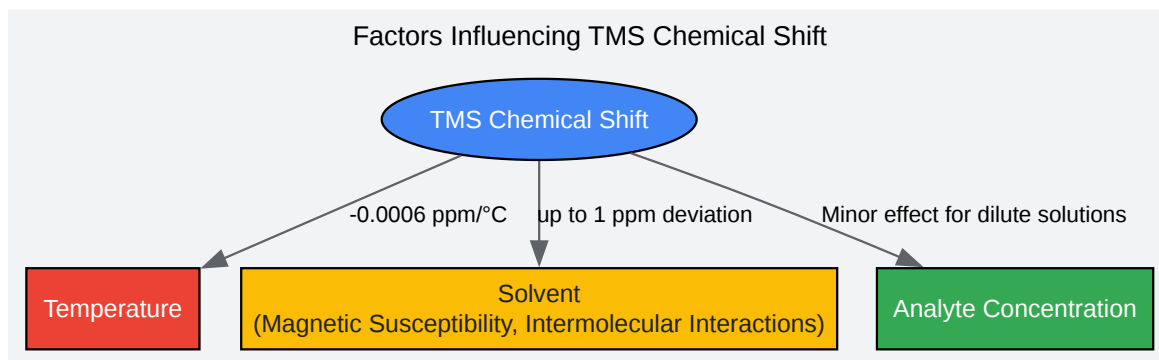 Factors Influencing TMS Chemical Shift
TMS Chemical Shift
-0.0006 ppm/°C
up to 1 ppm deviation
Minor effect for dilute solutions
Temperature
Solvent
(Magnetic Susceptibility, Intermolecular Interactions)
Analyte Concentration